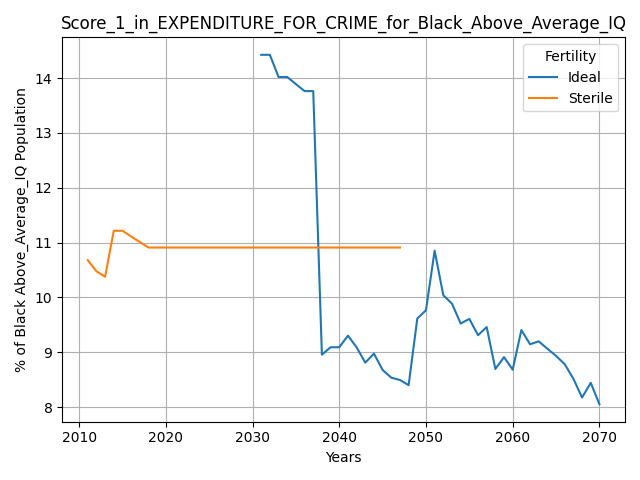 Score_1_in_EXPENDITURE_FOR_CRIME_for_Black_Above_Average_IQ
Fertility
Ideal
Sterile
% of Black Above_Average_IQ Population
14
13
12
11
10
9
8
2010 2020 2030 2040 2050 2060 2070
Years